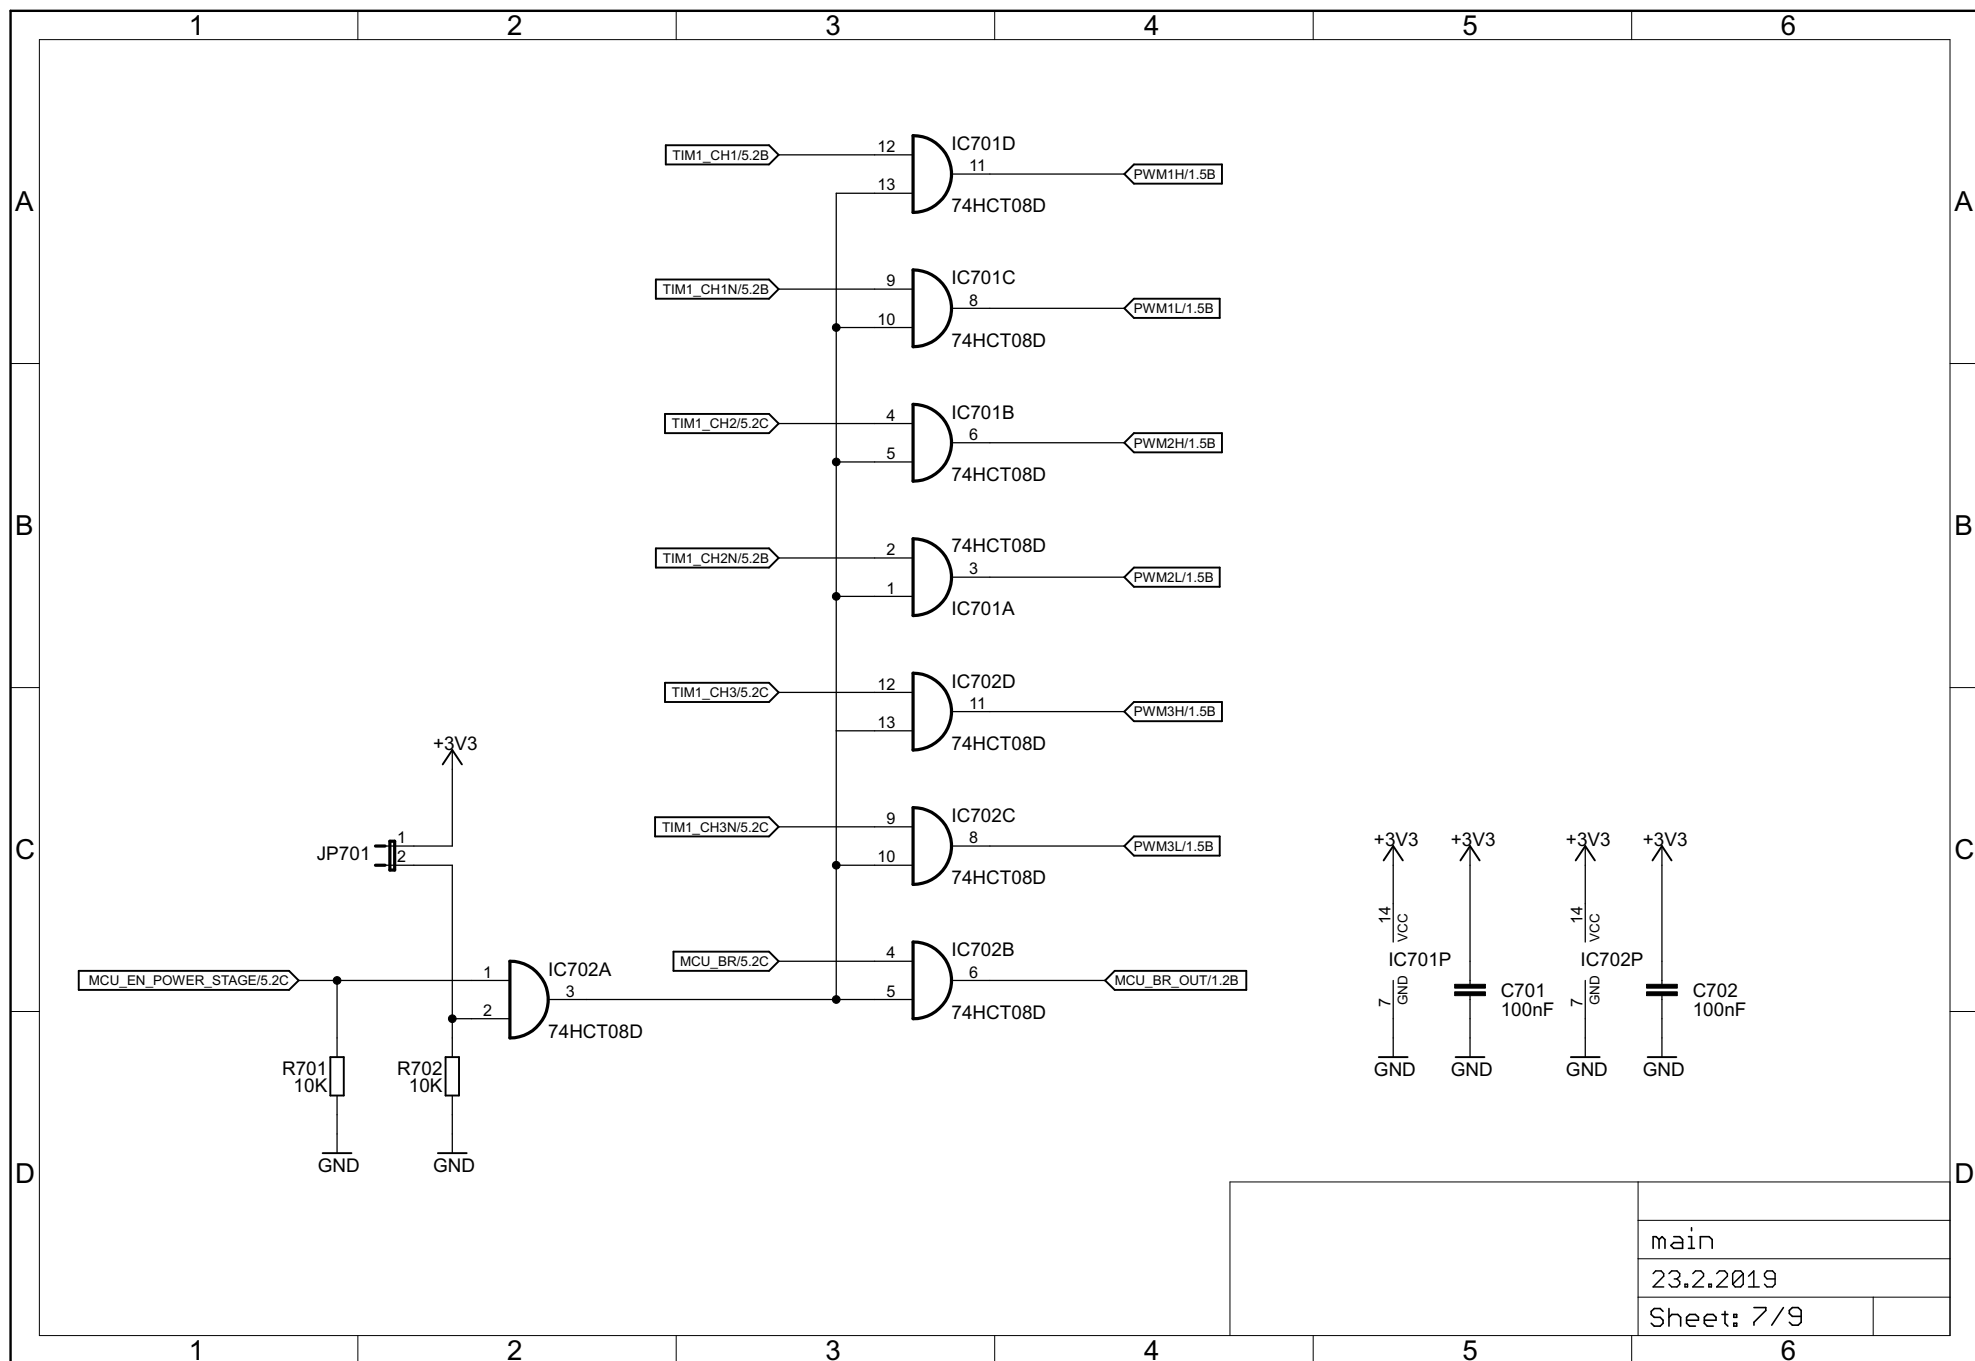 1 2 3 4 5 6
A A
B B
C C
D D
TIM1_CH1/5.2B 12 13 IC701D 11 74HCT08D PWM1H/1.5B
TIM1_CH1N/5.2B 9 10 IC701C 8 74HCT08D PWM1L/1.5B
TIM1_CH2/5.2C 4 5 IC701B 6 74HCT08D PWM2H/1.5B
TIM1_CH2N/5.2B 2 1 74HCT08D 3 IC701A PWM2L/1.5B
TIM1_CH3/5.2C 12 13 IC702D 11 74HCT08D PWM3H/1.5B
TIM1_CH3N/5.2C 9 10 IC702C 8 74HCT08D PWM3L/1.5B
MCU_BR/5.2C 4 5 IC702B 6 74HCT08D MCU_BR_OUT/1.2B
+3V3
JP701 1
2
MCU_EN_POWER_STAGE/5.2C 1 2 IC702A 3 74HCT08D
R701
10K
R702
10K
GND GND
+3V3 +3V3 +3V3 +3V3
14 VCC 14 VCC
IC701P IC702P
7 GND 7 GND
C701
100nF
C702
100nF
GND GND GND GND
main
23.2.2019
Sheet: 7/9
1 2 3 4 5 6